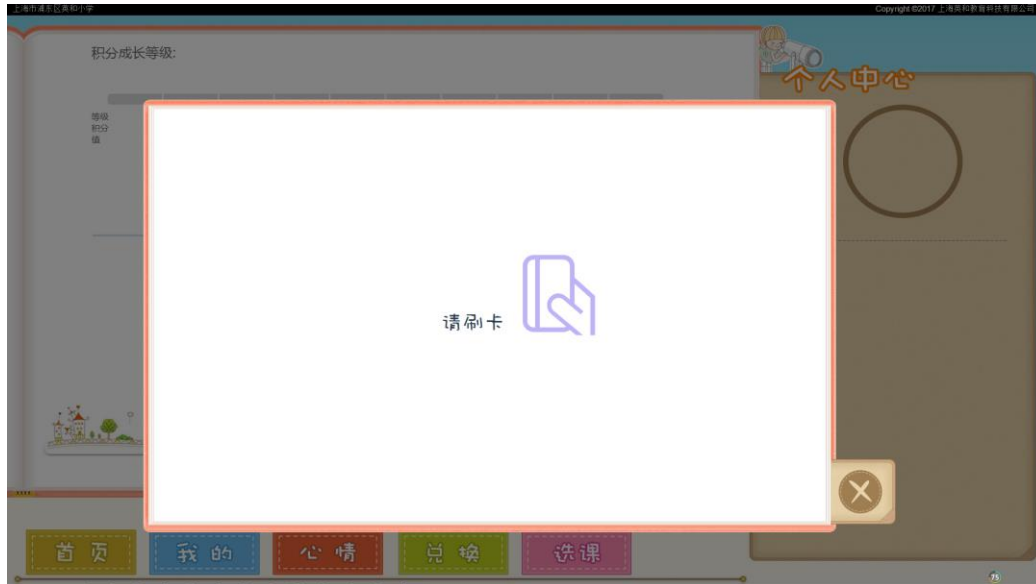 上海市浦东区英和小学
Copyright ©2017 上海英和教育科技有限公司
积分成长等级:
个人中心
等级
积分
值
请刷卡
首页
我的
心情
兑换
选课
75